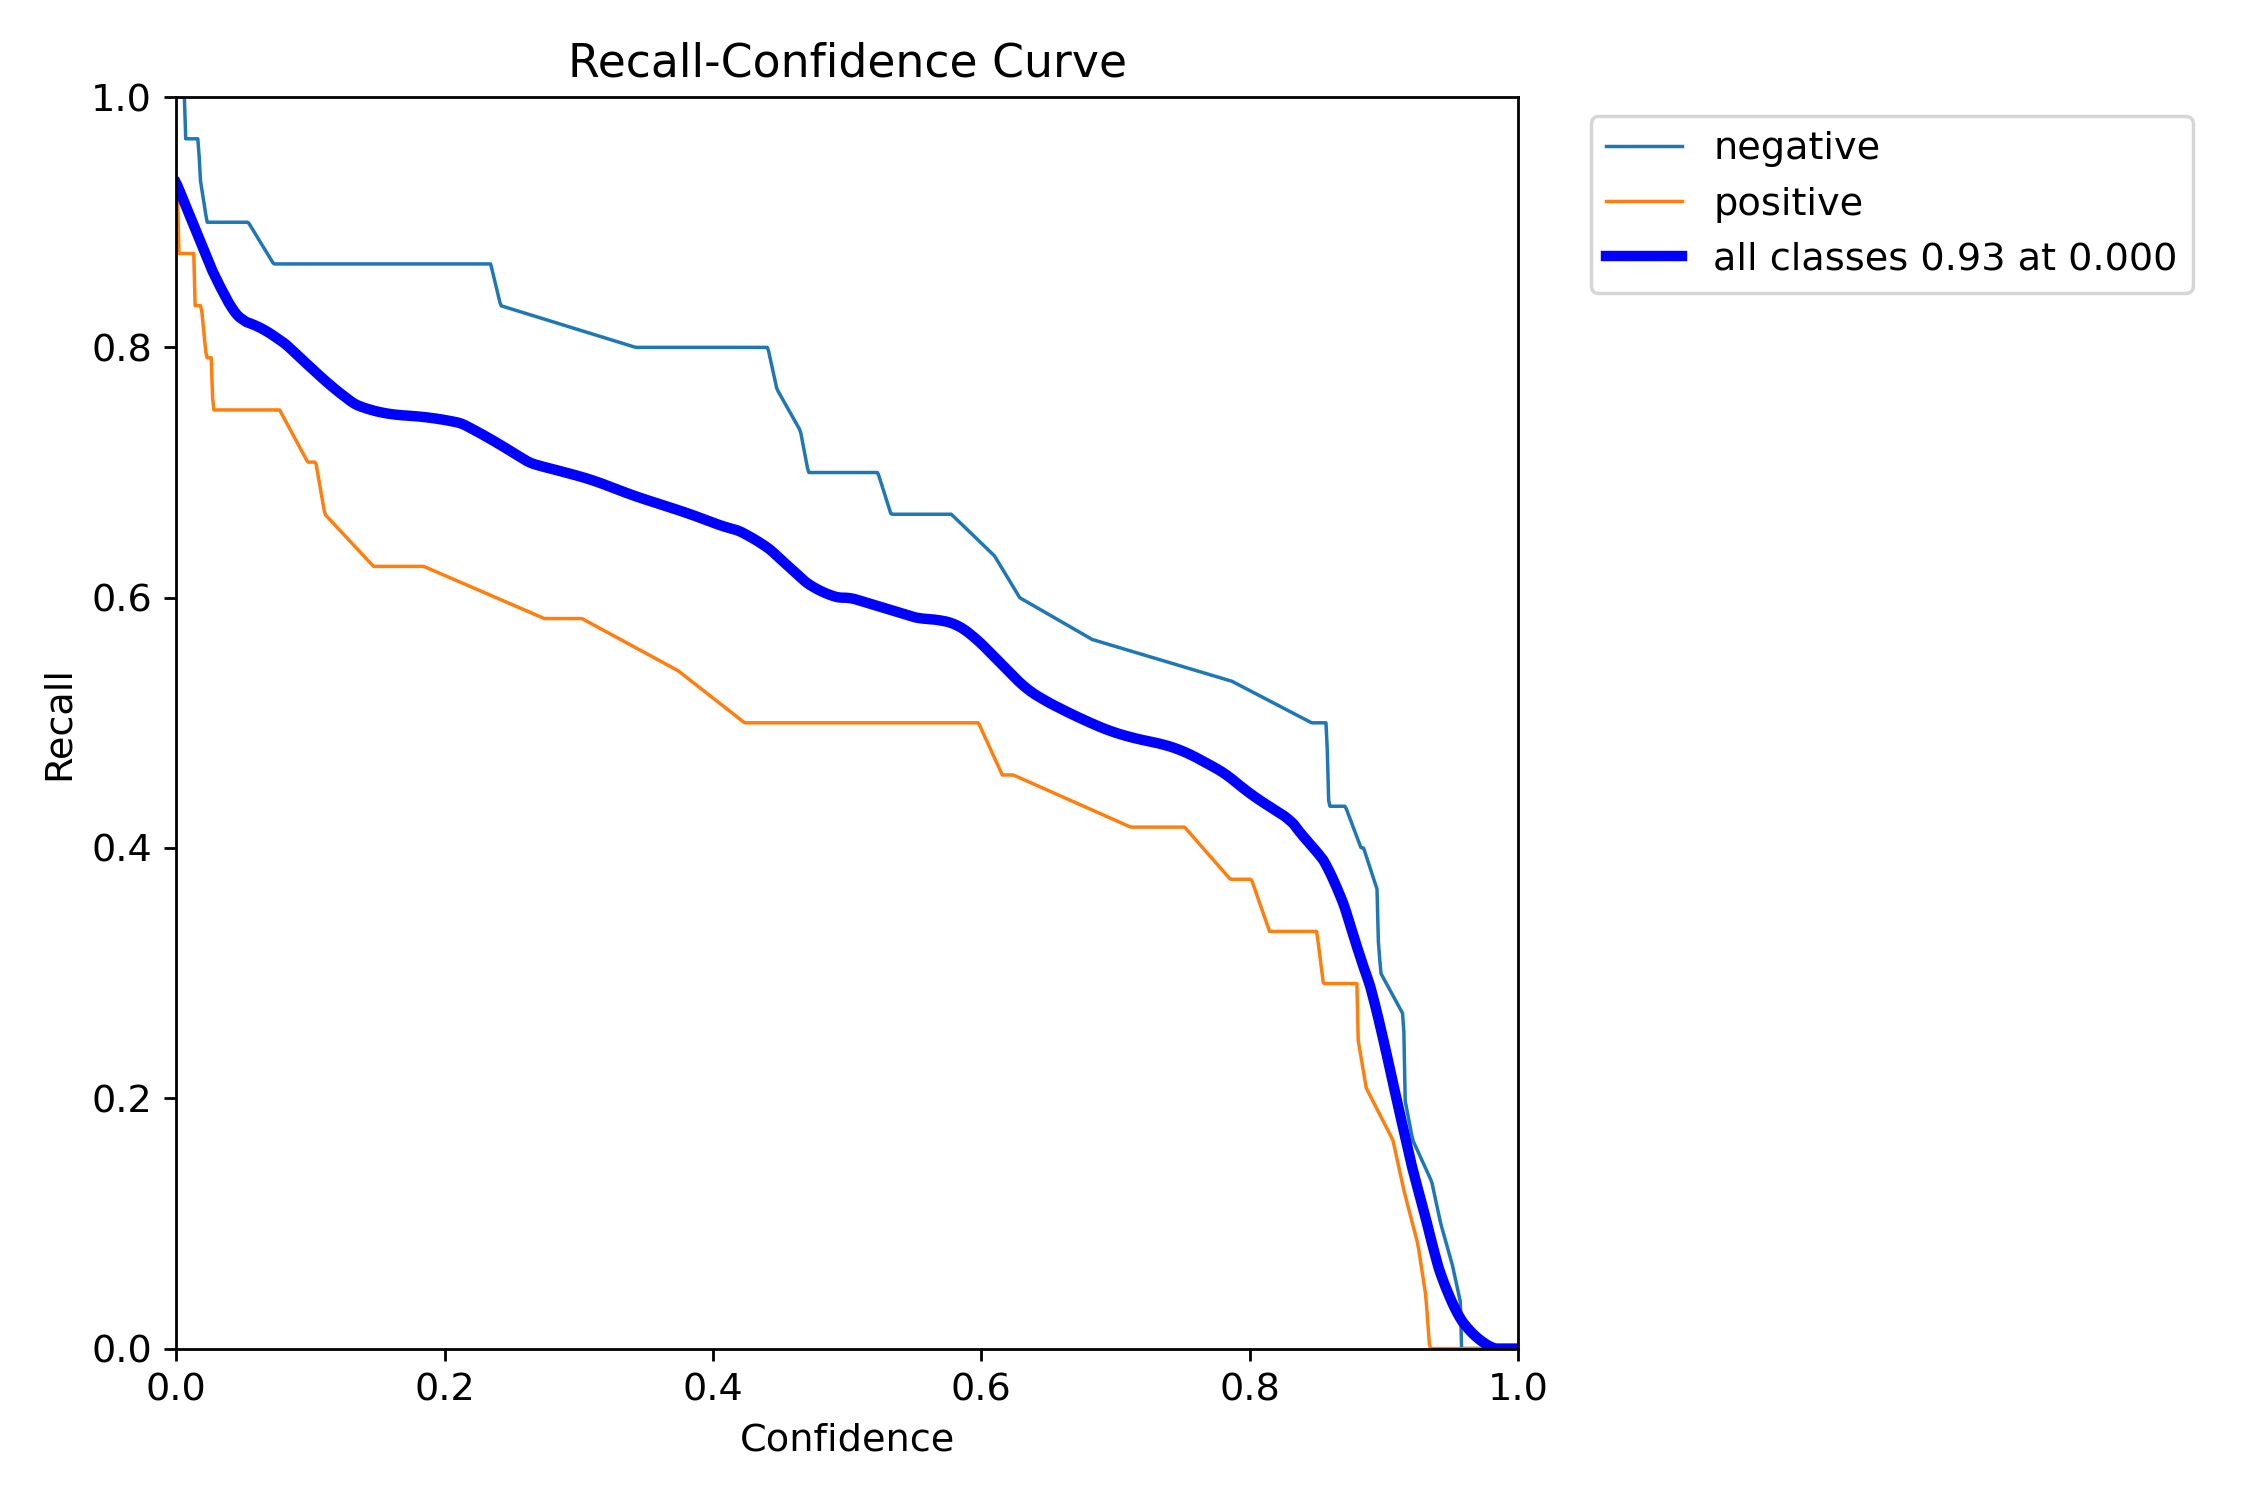 Recall-Confidence Curve
1.0
0.8
0.6
0.4
0.2
0.0
Recall
0.0 0.2 0.4 0.6 0.8 1.0
Confidence
negative
positive
all classes 0.93 at 0.000